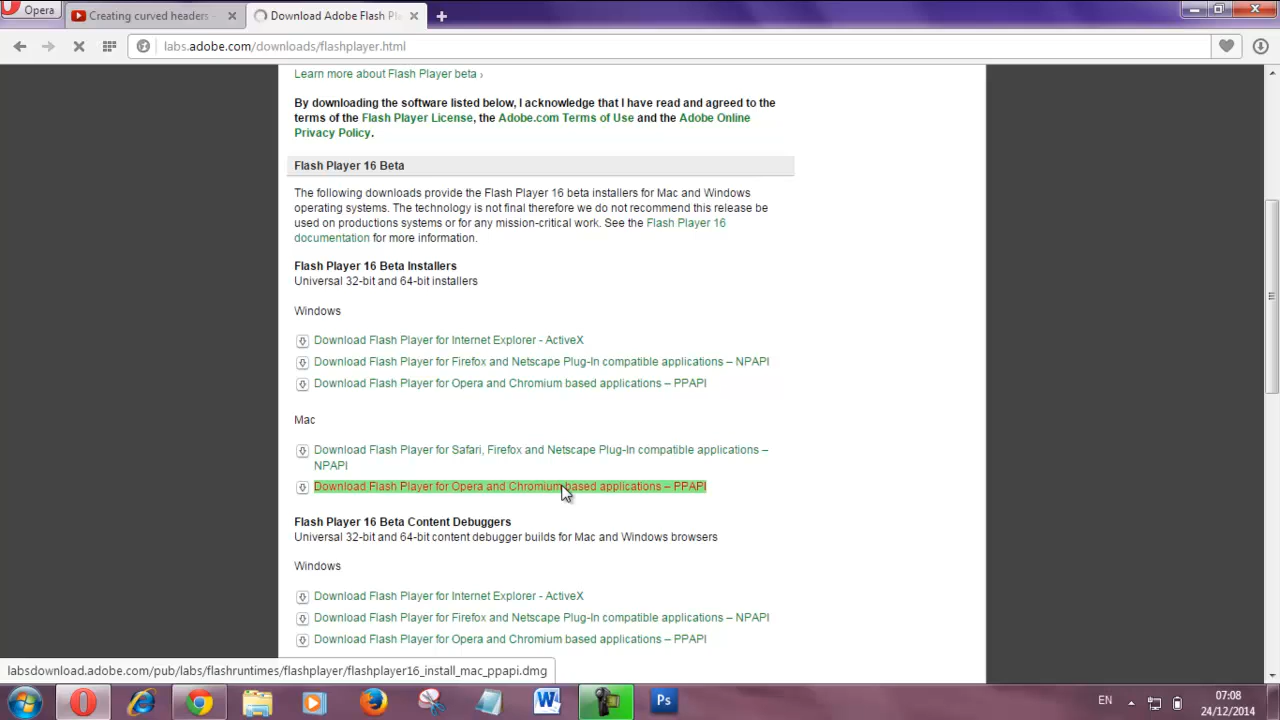 Opera
Creating curved headers
Download Adobe Flash Pl
labs.adobe.com/downloads/flashplayer.html
Learn more about Flash Player beta ›
By downloading the software listed below, I acknowledge that I have read and agreed to the
terms of the Flash Player License, the Adobe.com Terms of Use and the Adobe Online
Privacy Policy.
Flash Player 16 Beta
The following downloads provide the Flash Player 16 beta installers for Mac and Windows
operating systems. The technology is not final therefore we do not recommend this release be
used on productions systems or for any mission-critical work. See the Flash Player 16
documentation for more information.
Flash Player 16 Beta Installers
Universal 32-bit and 64-bit installers
Windows
Download Flash Player for Internet Explorer - ActiveX
Download Flash Player for Firefox and Netscape Plug-In compatible applications – NPAPI
Download Flash Player for Opera and Chromium based applications – PPAPI
Mac
Download Flash Player for Safari, Firefox and Netscape Plug-In compatible applications –
NPAPI
Download Flash Player for Opera and Chromium based applications – PPAPI
Flash Player 16 Beta Content Debuggers
Universal 32-bit and 64-bit content debugger builds for Mac and Windows browsers
Windows
Download Flash Player for Internet Explorer - ActiveX
Download Flash Player for Firefox and Netscape Plug-In compatible applications – NPAPI
Download Flash Player for Opera and Chromium based applications – PPAPI
labsdownload.adobe.com/pub/labs/flashruntimes/flashplayer/flashplayer16_install_mac_ppapi.dmg
W
Ps
EN
07:08
24/12/2014